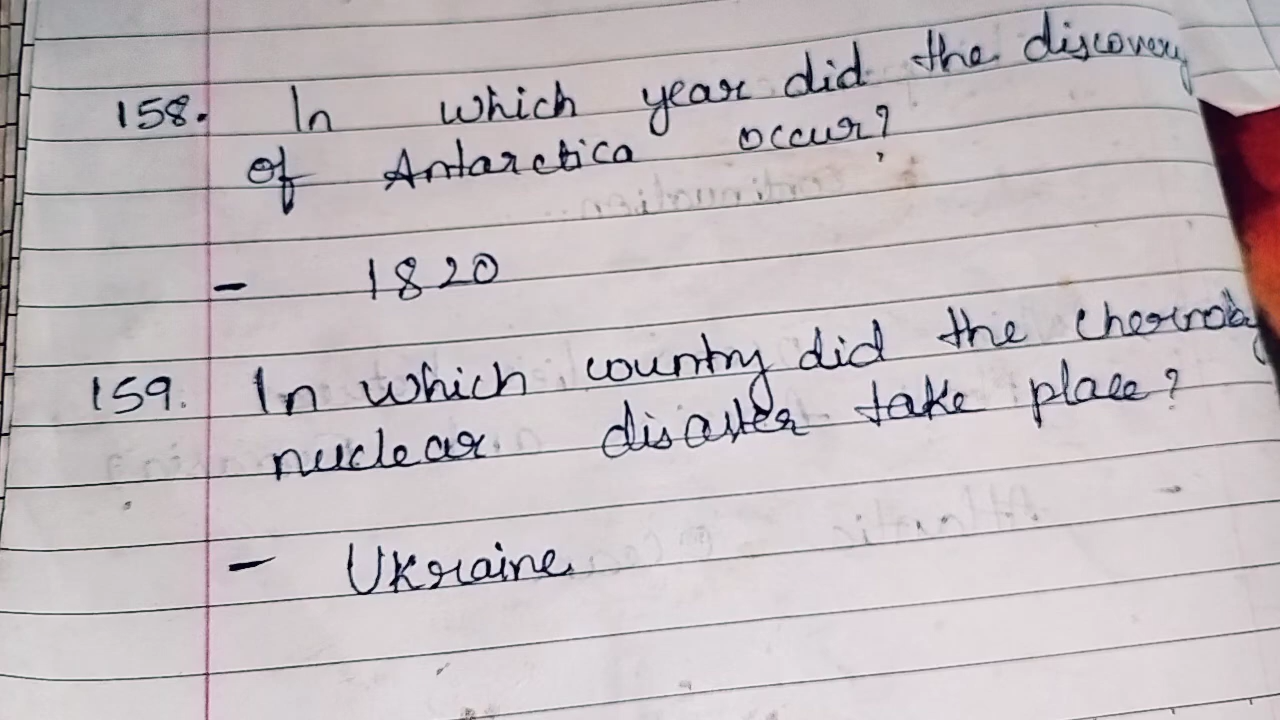 158. In which year did the discovery
of Antarctica occur?
- 1820
159. In which country did the Chernoby
nuclear disaster take place?
- Ukraine